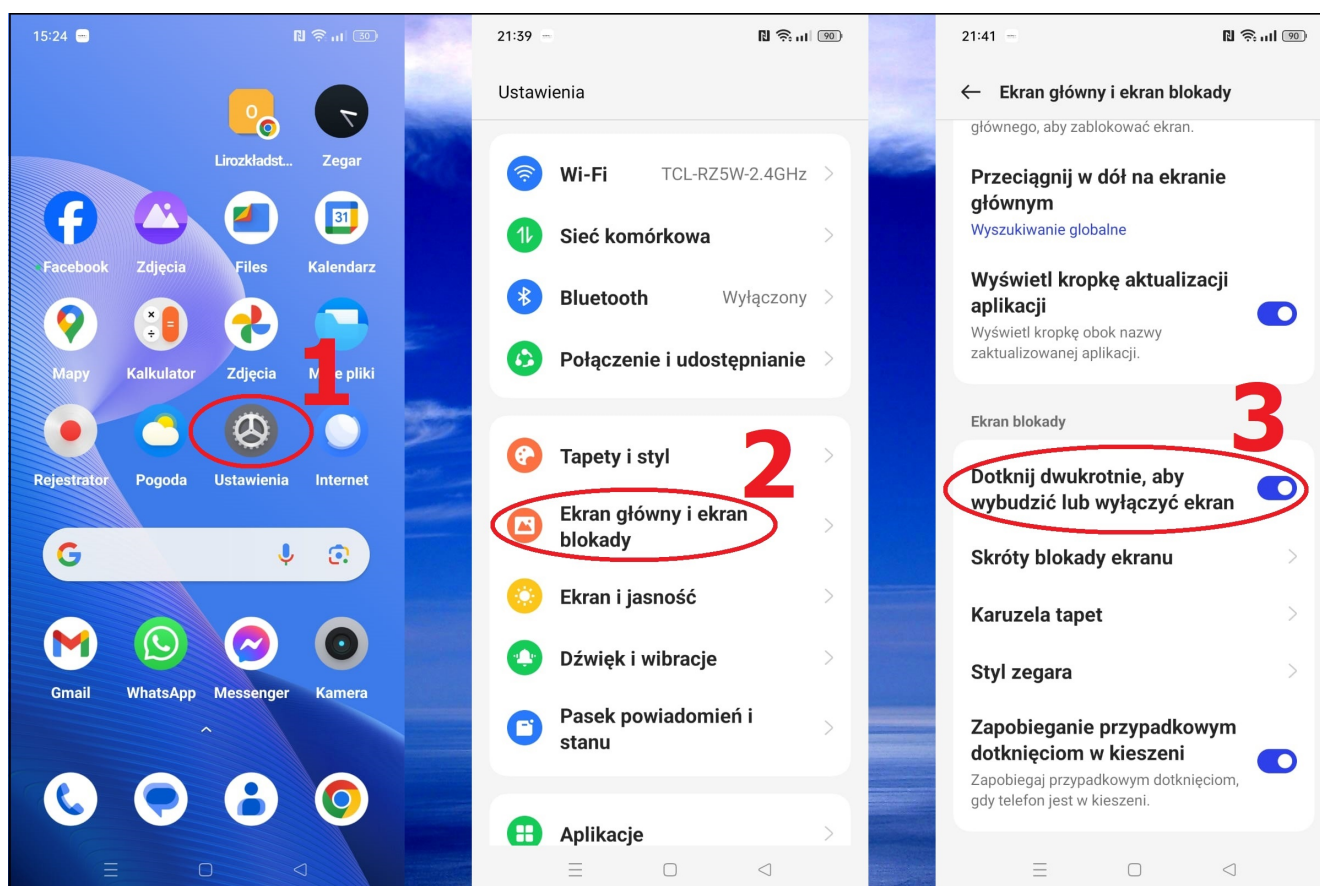 15:24
30
O
Lirozkładst...
Zegar
31
Facebook
Zdjęcia
Files
Kalendarz
1
Mapy
Kalkulator
Zdjęcia
pliki
Rejestrator
Pogoda
Ustawienia
Internet
G
Gmail
WhatsApp
Messenger
Kamera
21:39
90
Ustawienia
Wi-Fi
TCL-RZ5W-2.4GHz
Sieć komórkowa
Bluetooth
Wyłączony
Połączenie i udostępnianie
2
Tapety i styl
Ekran główny i ekran
blokady
Ekran i jasność
Dźwięk i wibracje
Pasek powiadomień i
stanu
Aplikacje
21:41
90
Ekran główny i ekran blokady
głównego, aby zablokować ekran.
Przeciągnij w dół na ekranie
głównym
Wyszukiwanie globalne
Wyświetl kropkę aktualizacji
aplikacji
Wyświetl kropkę obok nazwy
zaktualizowanej aplikacji.
3
Ekran blokady
Dotknij dwukrotnie, aby
wybudzić lub wyłączyć ekran
Skróty blokady ekranu
Karuzela tapet
Styl zegara
Zapobieganie przypadkowym
dotknięciom w kieszeni
Zapobiegaj przypadkowym dotknięciom,
gdy telefon jest w kieszeni.